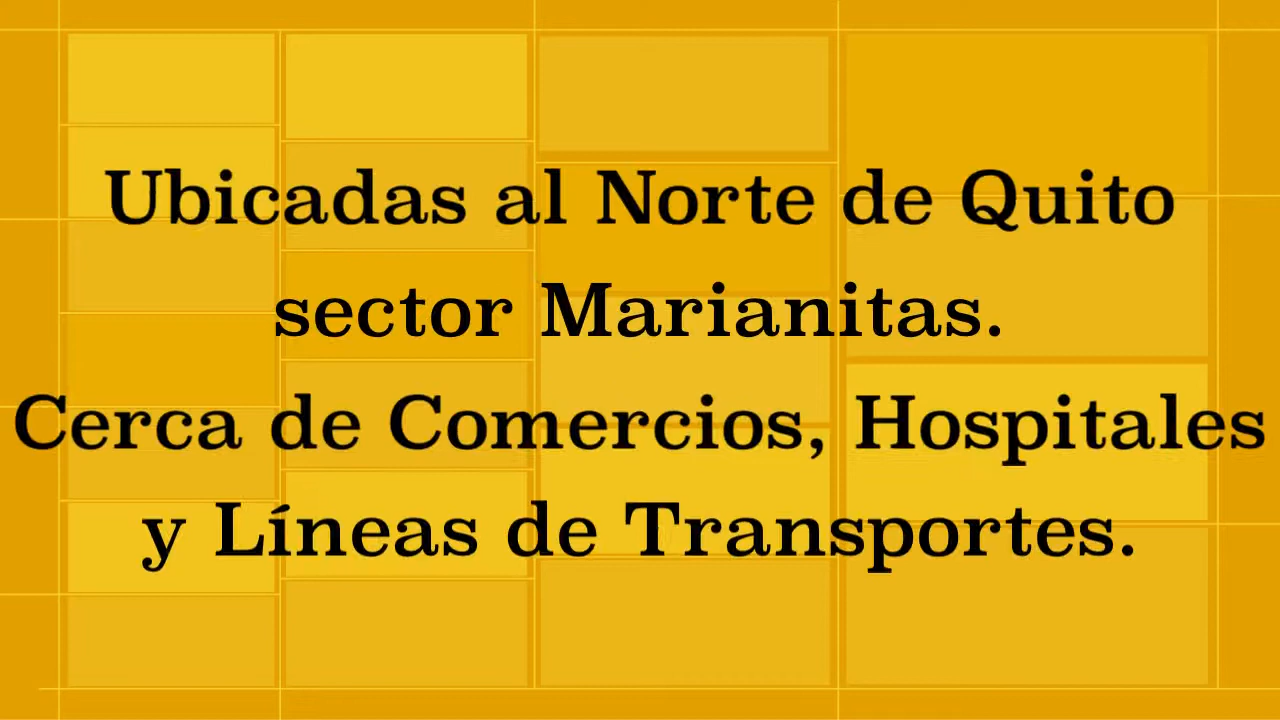 Ubicadas al Norte de Quito
sector Marianitas.
Cerca de Comercios, Hospitales
y Líneas de Transportes.